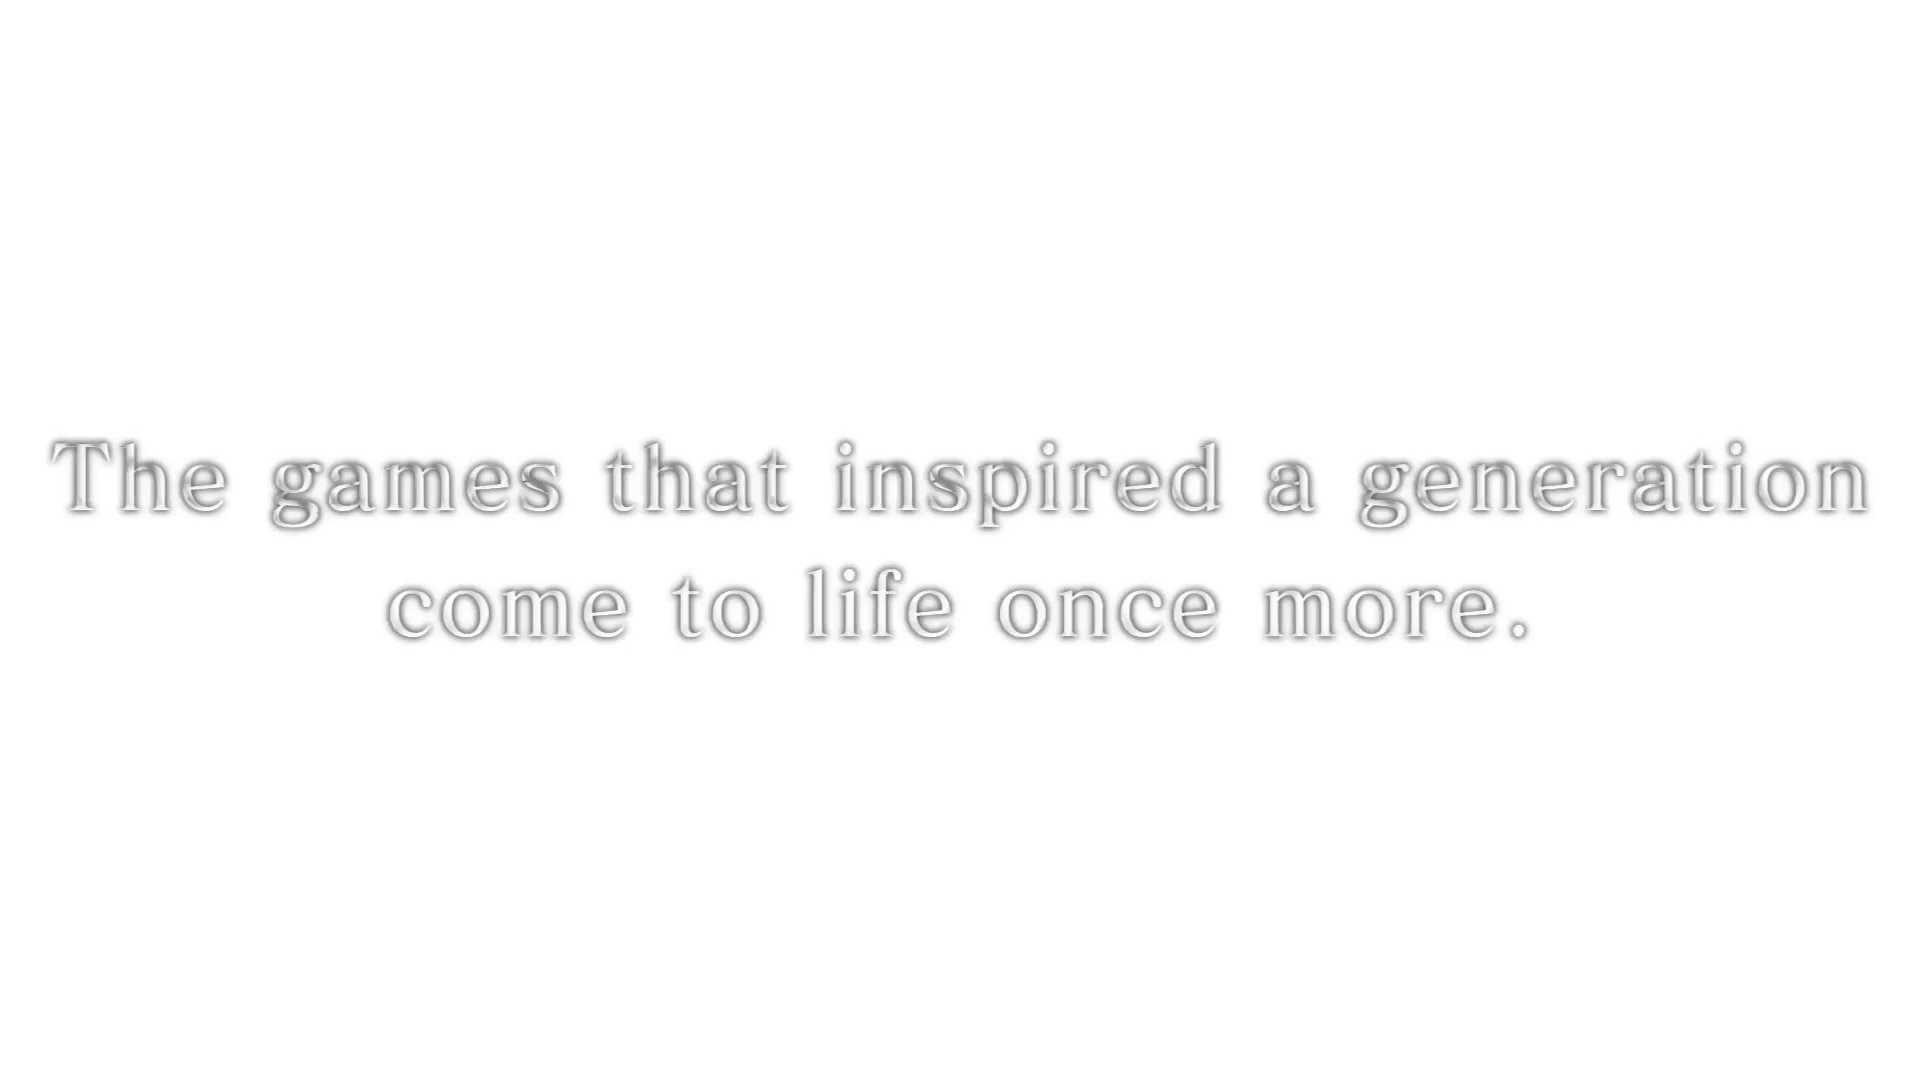 The games that inspired a generation
come to life once more.